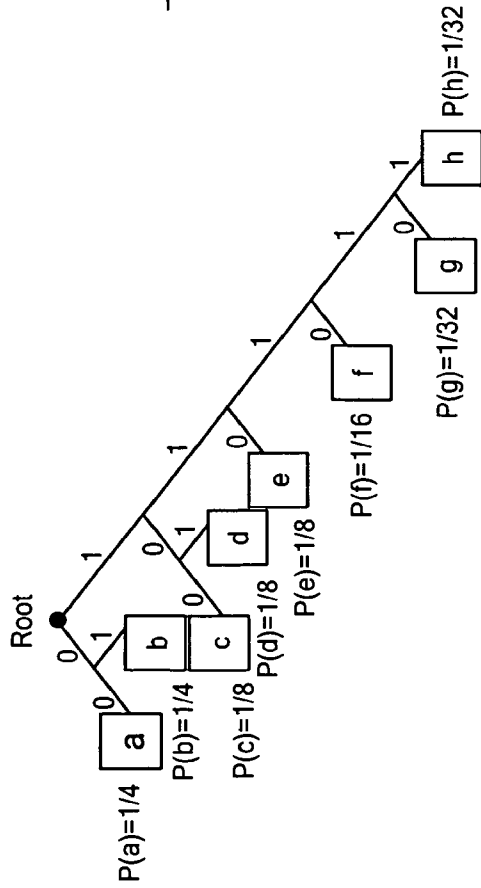 Root
0
1
0
1
0
1
0
1
0
1
0
1
0
1
a
b
c
d
e
f
g
h
P(a)=1/4
P(b)=1/4
P(c)=1/8
P(d)=1/8
P(e)=1/8
P(f)=1/16
P(g)=1/32
P(h)=1/32